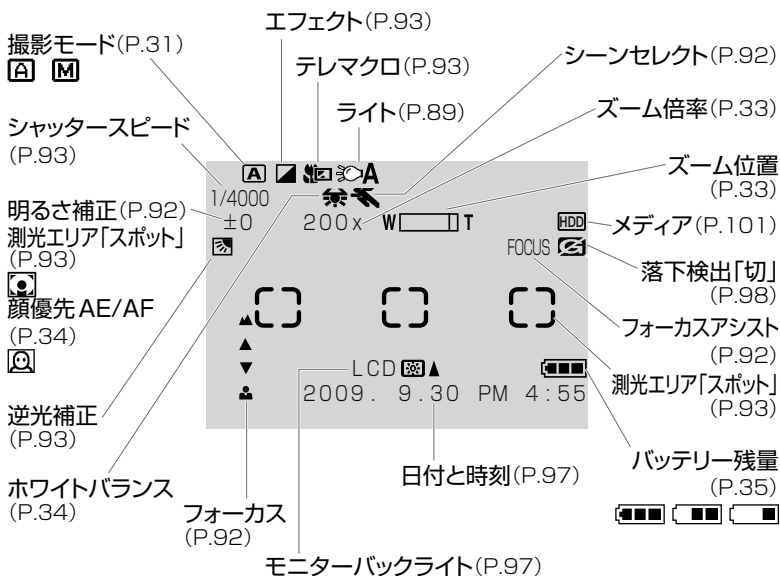 エフェクト(P.93)
撮影モード(P.31)
A M
テレマクロ(P.93)
シーンセレクト(P.92)
ライト(P.89)
ズーム倍率(P.33)
シャッタースピード
(P.93)
ズーム位置
(P.33)
A A
1/4000
明るさ補正(P.92)
±0 200x W T HDD
メディア(P.101)
測光エリア「スポット」
(P.93)
FOCUS
落下検出「切」
(P.98)
顔優先AE/AF
(P.34)
フォーカスアシスト
(P.92)
LCD
測光エリア「スポット」
(P.93)
2009. 9.30 PM 4:55
逆光補正
(P.93)
バッテリー残量
(P.35)
日付と時刻(P.97)
ホワイトバランス
(P.34)
フォーカス
(P.92)
モニターバックライト(P.97)